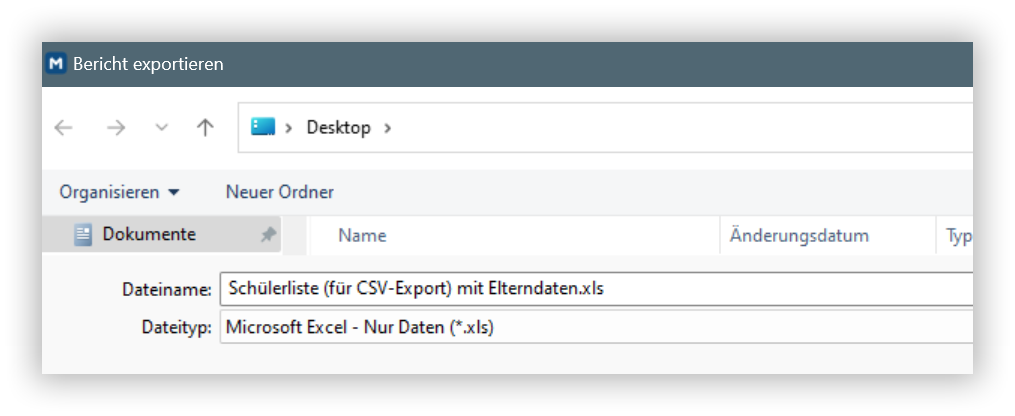 M Bericht exportieren
Desktop
Organisieren Neuer Ordner
Dokumente Name Änderungsdatum Typ
Dateiname: Schülerliste (für CSV-Export) mit Elterndaten.xls
Dateityp: Microsoft Excel - Nur Daten (*.xls)